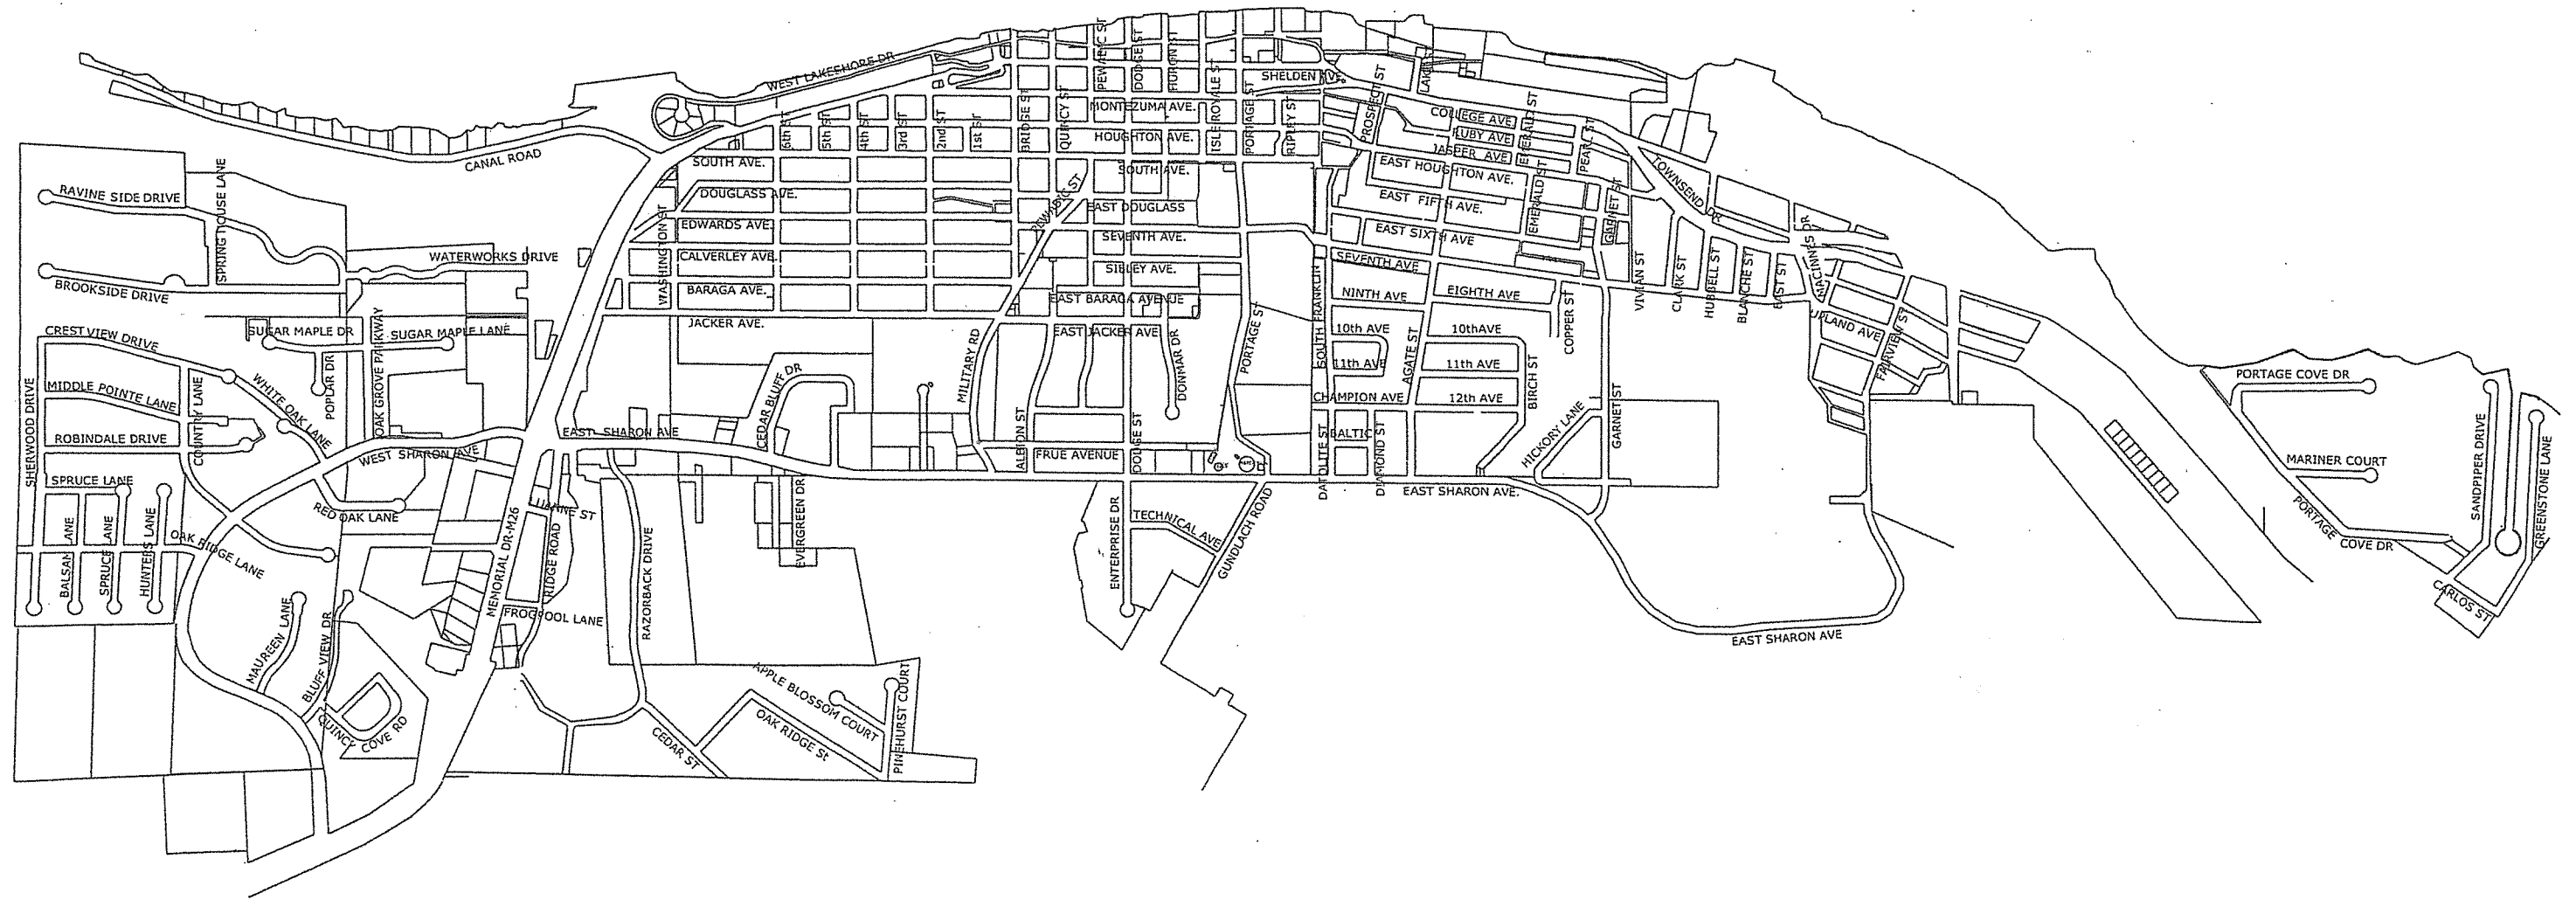 WEST LAKESHORE DR
CANAL ROAD
PEWABIC ST
DODGE ST
HURON ST
ISLE ROYALE ST
PORTAGE ST
RIPLEY ST
BRIDGE ST
QUINCY ST
SHELDEN AVE
PROSPECT ST
MONTEZUMA AVE.
HOUGHTON AVE.
6th ST
5th ST
4th ST
3rd ST
2nd ST
1st ST
COLLEGE AVE
RUBY AVE
JASPER AVE
EMERALD ST
PEARL ST
EAST HOUGHTON AVE.
EAST FIFTH AVE.
EAST SIXTH AVE
EMERALD ST
GARNET ST
TOWNSEND DR
MACINNES DR
SOUTH AVE.
SOUTH AVE.
DOUGLASS AVE.
EAST DOUGLASS
PEWABIC ST
EDWARDS AVE.
SEVENTH AVE.
SEVENTH AVE
CALVERLEY AVE.
SIBLEY AVE.
BARAGA AVE.
EAST BARAGA AVENUE
JACKER AVE.
EAST JACKER AVE
WASHINGTON ST
RAVINE SIDE DRIVE
SPRING HOUSE LANE
WATERWORKS DRIVE
BROOKSIDE DRIVE
SUGAR MAPLE DR
SUGAR MAPLE LANE
OAK GROVE PARKWAY
POPLAR DR
CREST VIEW DRIVE
WHITE OAK LANE
MIDDLE POINTE LANE
COUNTRY LANE
ROBINDALE DRIVE
SHERWOOD DRIVE
SPRUCE LANE
BALSAM LANE
SPRUCE LANE
HUNTERS LANE
OAK RIDGE LANE
RED OAK LANE
WEST SHARON AVE
EAST SHARON AVE
CEDAR BLUFF DR
MILITARY RD
ALBION ST
DODGE ST
DONMAR DR
PORTAGE ST
FRUE AVENUE
SOUTH FRANKLIN
NINTH AVE
EIGHTH AVE
10th AVE
10thAVE
11th AVE
11th AVE
CHAMPION AVE
12th AVE
AGATE ST
BIRCH ST
COPPER ST
BALTIC
DATOLITE ST
DIAMOND ST
HICKORY LANE
GARNET ST
VIVIAN ST
CLARK ST
HUBBELL ST
BLANCHE ST
EAST ST
UPLAND AVE
FAIRVIEW ST
EAST SHARON AVE.
EAST SHARON AVE
MEMORIAL DR-M26
LUANNE ST
RIDGE ROAD
FROGPOOL LANE
RAZORBACK DRIVE
EVERGREEN DR
ENTERPRISE DR
TECHNICAL AVE
GUNDLACH ROAD
MAUREEN LANE
BLUFF VIEW DR
QUINCY COVE RD
CEDAR ST
OAK RIDGE St
APPLE BLOSSOM COURT
PINEHURST COURT
PORTAGE COVE DR
MARINER COURT
PORTAGE
COVE DR
SANDPIPER DRIVE
GREENSTONE LANE
CARLOS ST